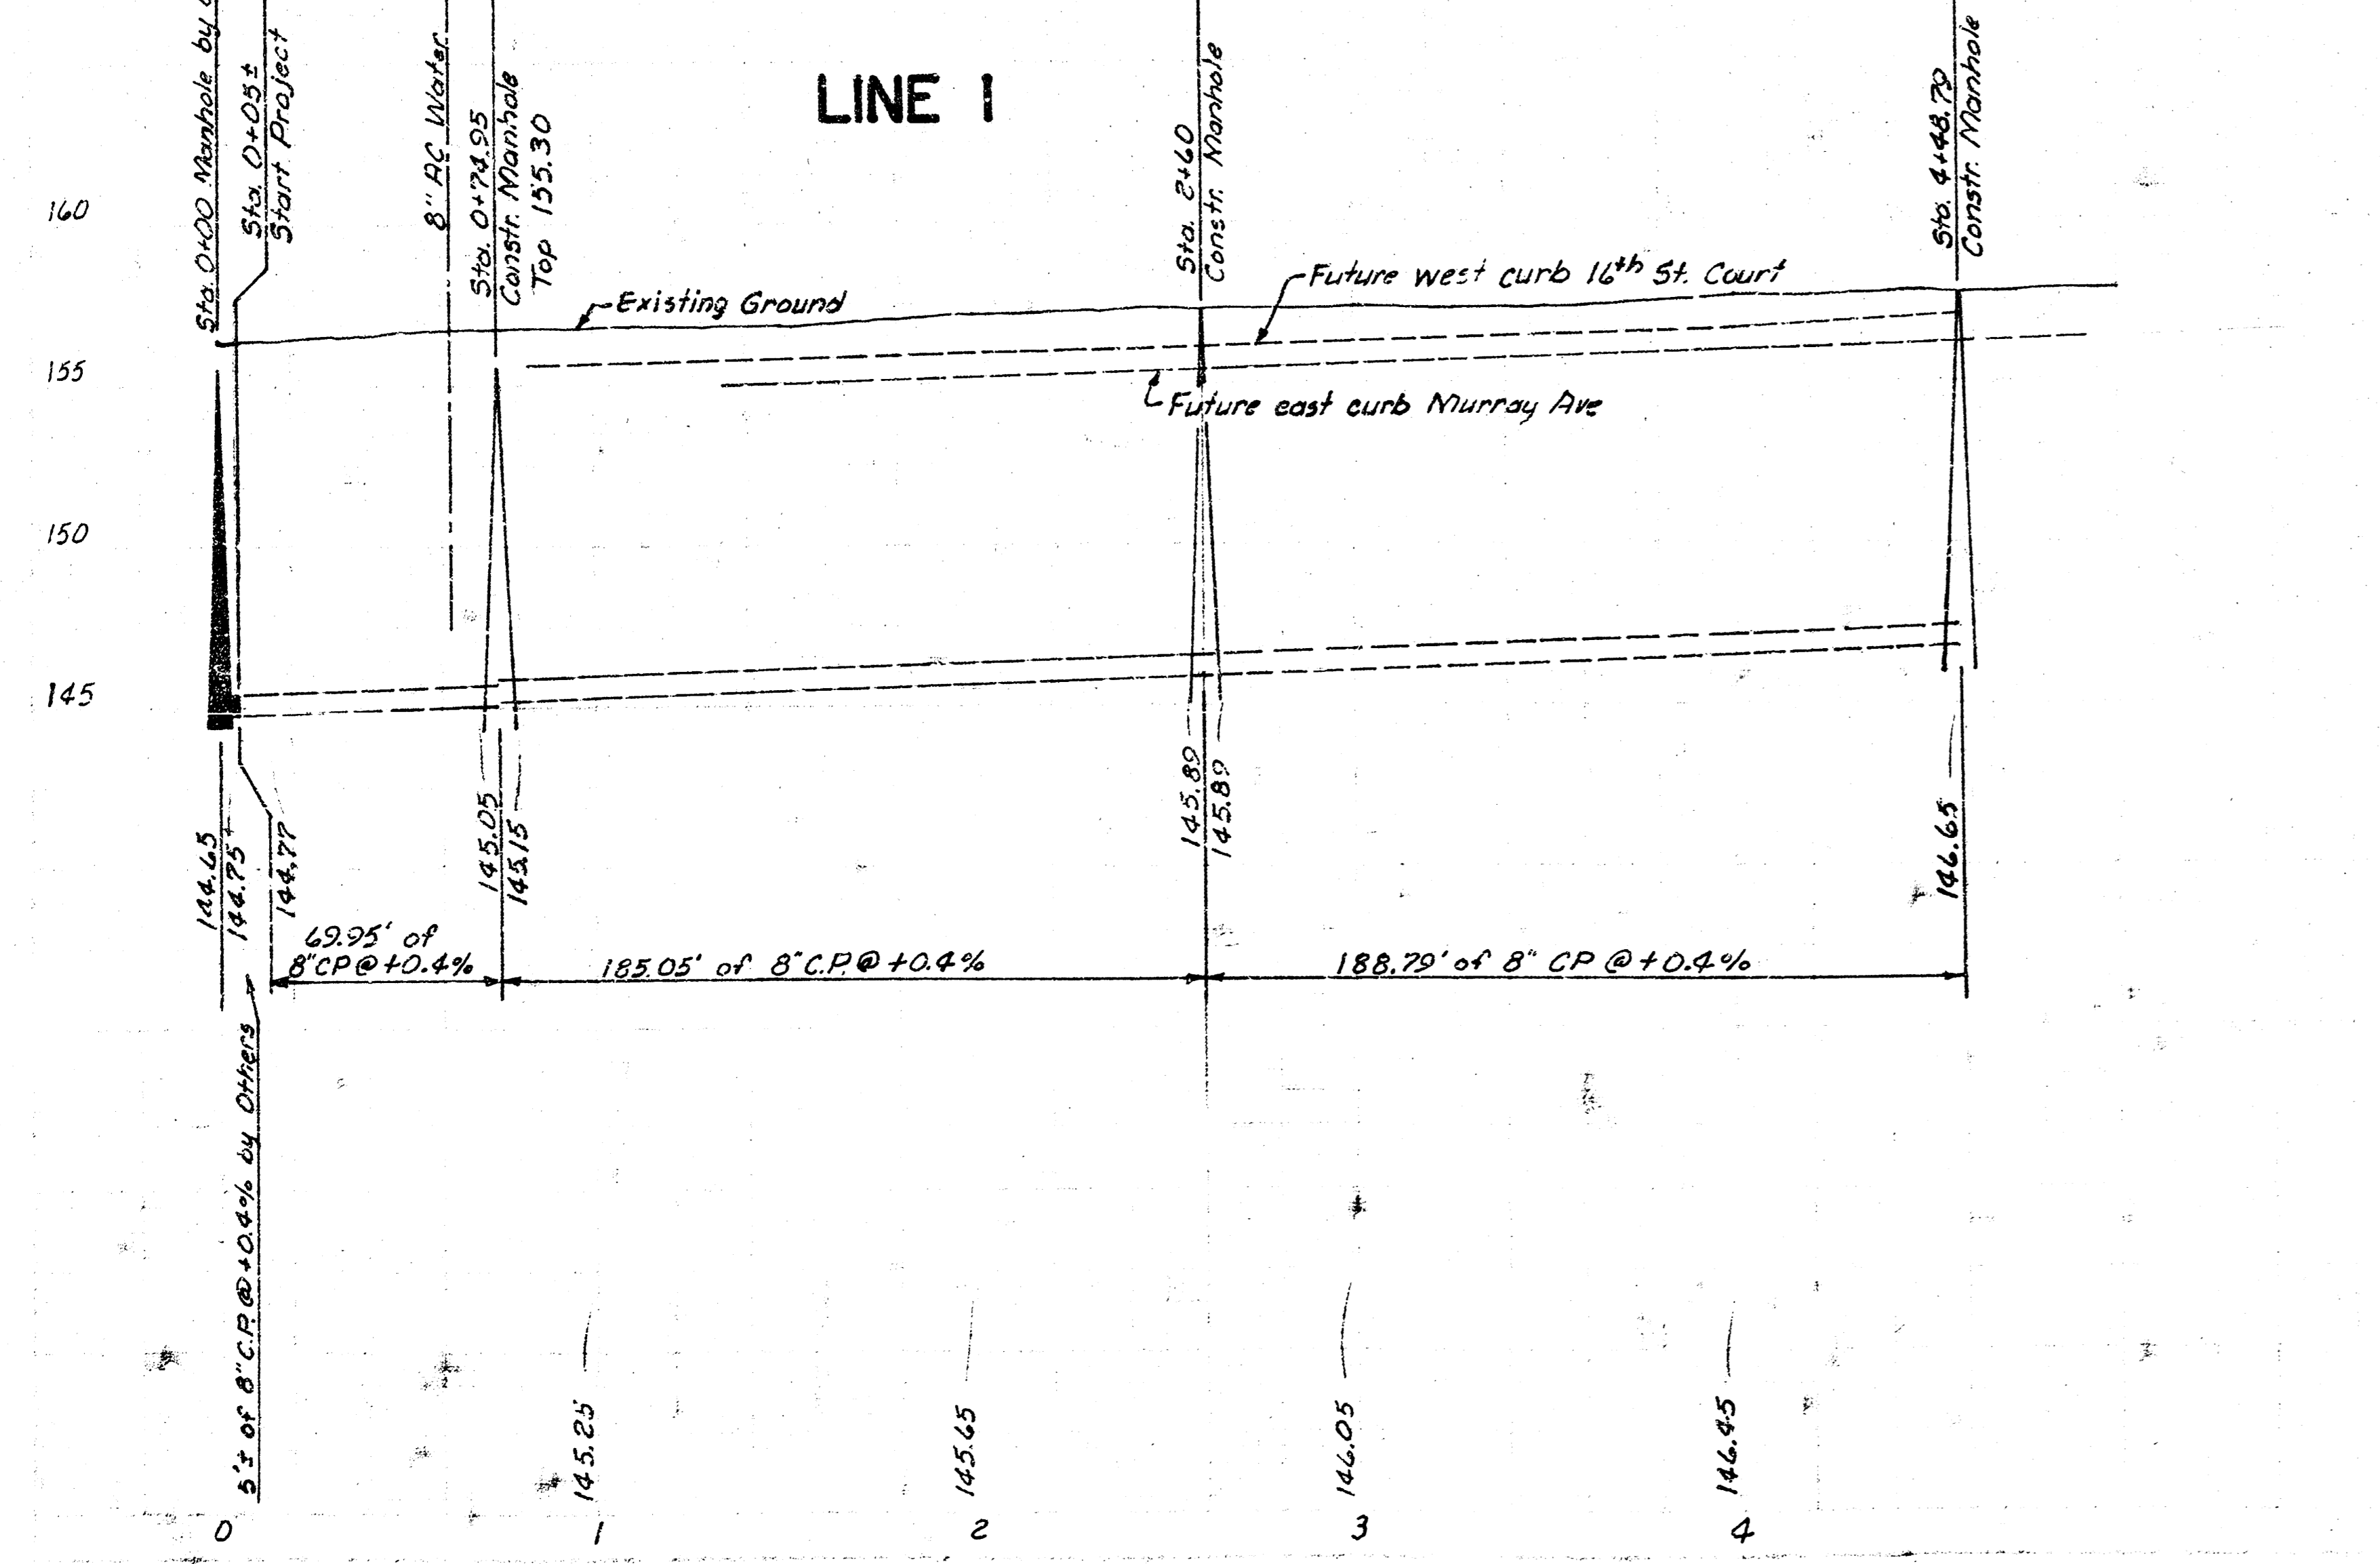 LINE 1
Sta. 0+00 Manhole by
Sta. 0+05±
Start Project
8" AC Water
Sta. 0+74.95
Constr. Manhole
Top 155.30
Sta. 2+60
Constr. Manhole
Sta. 4+48.79
Constr. Manhole
160
155
150
145
Existing Ground
Future west curb 16th St. Court
Future east curb Murray Ave
144.65
144.75±
144.77
145.05
145.15
145.89
145.89
146.65
69.95' of
8" CP @ +0.4%
185.05' of 8" C.P. @ +0.4%
188.79' of 8" CP @ +0.4%
5'± of 8" C.P. @ +0.4% by Others
145.25
145.65
146.05
146.45
0 1 2 3 4